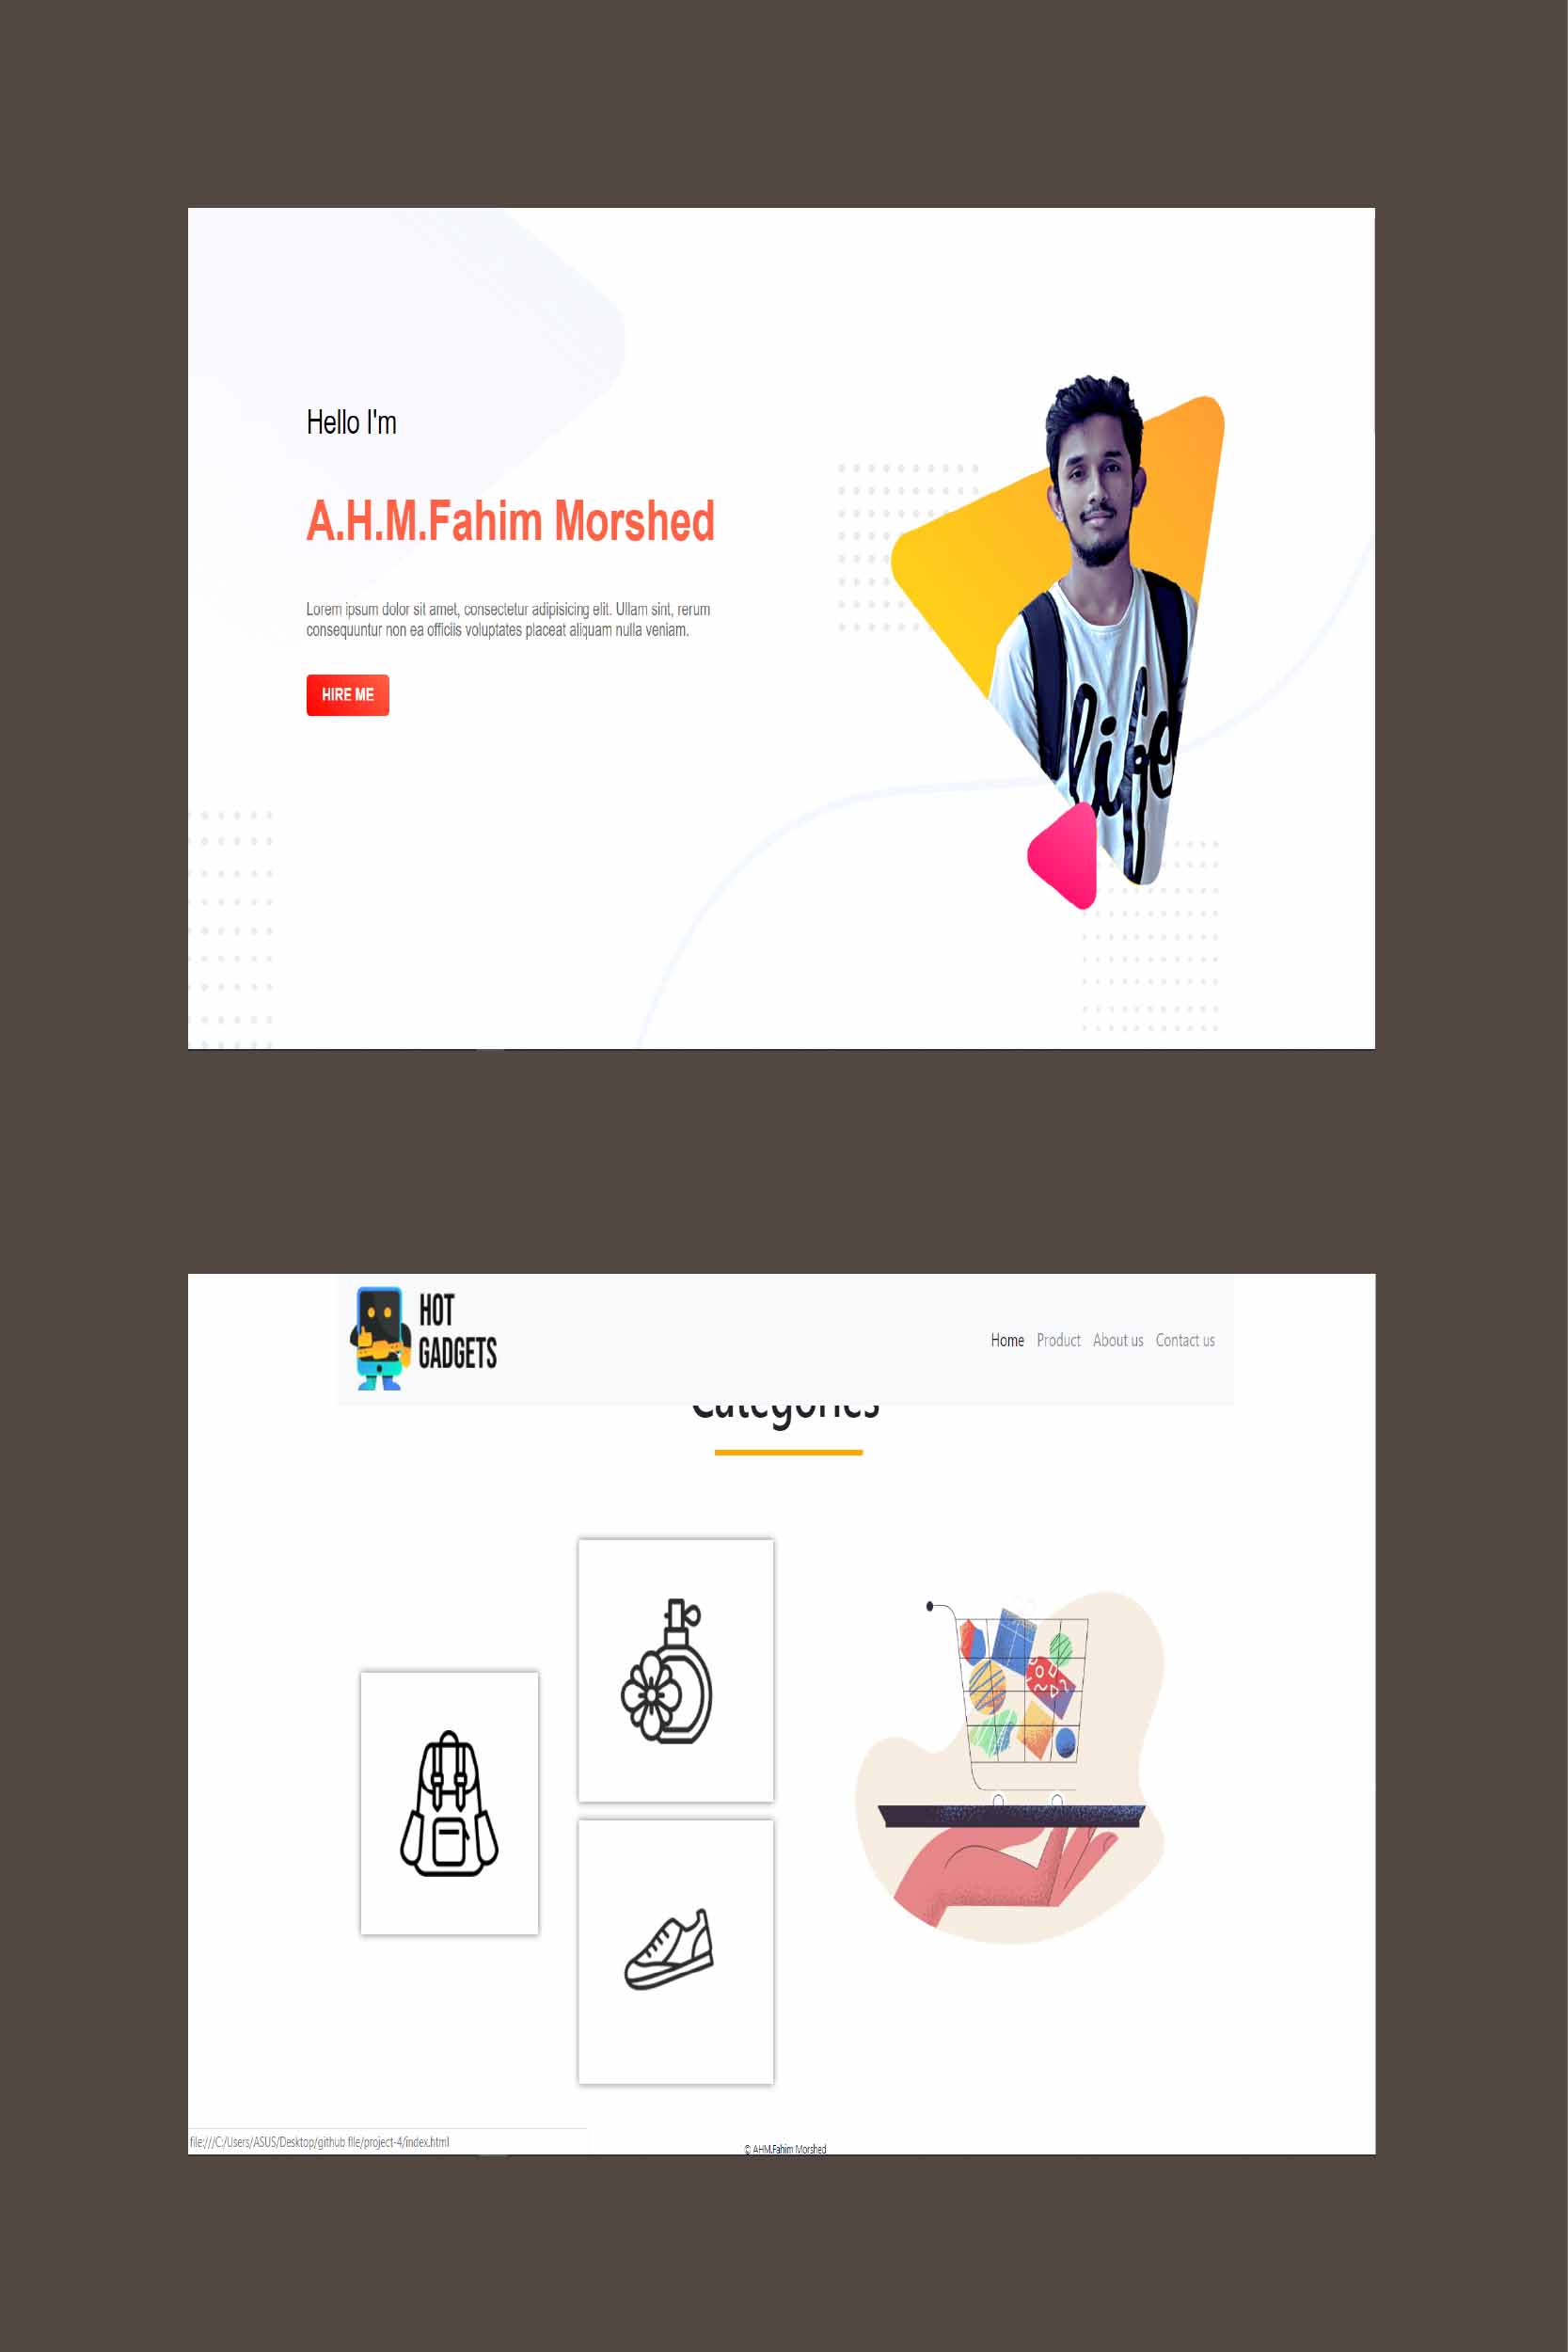 Hello I'm
A.H.M.Fahim Morshed
Lorem ipsum dolor sit amet, consectetur adipisicing elit. Ullam sint, rerum
consequuntur non ea officiis voluptates placeat aliquam nulla veniam.
HIRE ME
life
HOT
GADGETS
Home Product About us Contact us
Categories
file:///C:/Users/ASUS/Desktop/github file/project-4/index.html
© AHM.Fahim Morshed